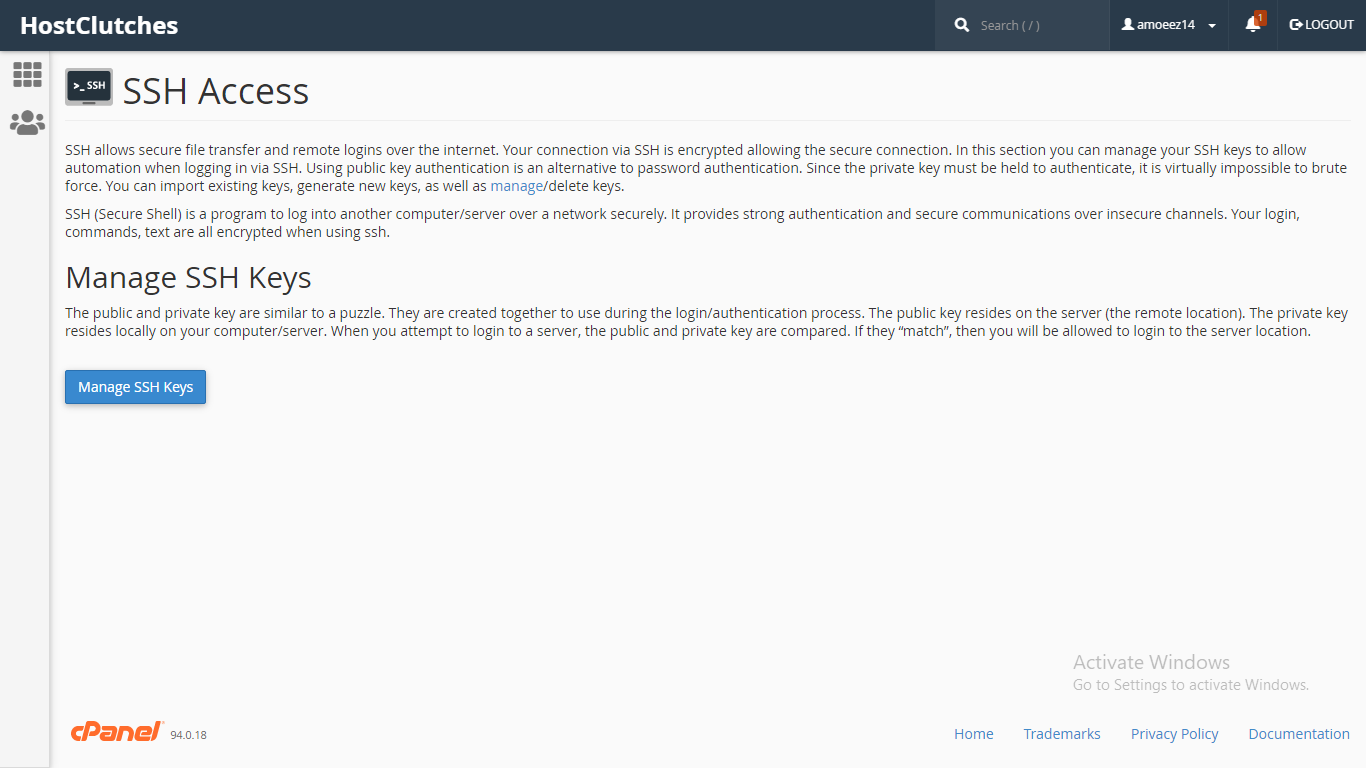 HostClutches
Search ( / )
amoeez14
1
LOGOUT
>_ SSH
SSH Access
SSH allows secure file transfer and remote logins over the internet. Your connection via SSH is encrypted allowing the secure connection. In this section you can manage your SSH keys to allow
automation when logging in via SSH. Using public key authentication is an alternative to password authentication. Since the private key must be held to authenticate, it is virtually impossible to brute
force. You can import existing keys, generate new keys, as well as manage/delete keys.
SSH (Secure Shell) is a program to log into another computer/server over a network securely. It provides strong authentication and secure communications over insecure channels. Your login,
commands, text are all encrypted when using ssh.
Manage SSH Keys
The public and private key are similar to a puzzle. They are created together to use during the login/authentication process. The public key resides on the server (the remote location). The private key
resides locally on your computer/server. When you attempt to login to a server, the public and private key are compared. If they “match”, then you will be allowed to login to the server location.
Manage SSH Keys
Activate Windows
Go to Settings to activate Windows.
cPanel 94.0.18
Home
Trademarks
Privacy Policy
Documentation